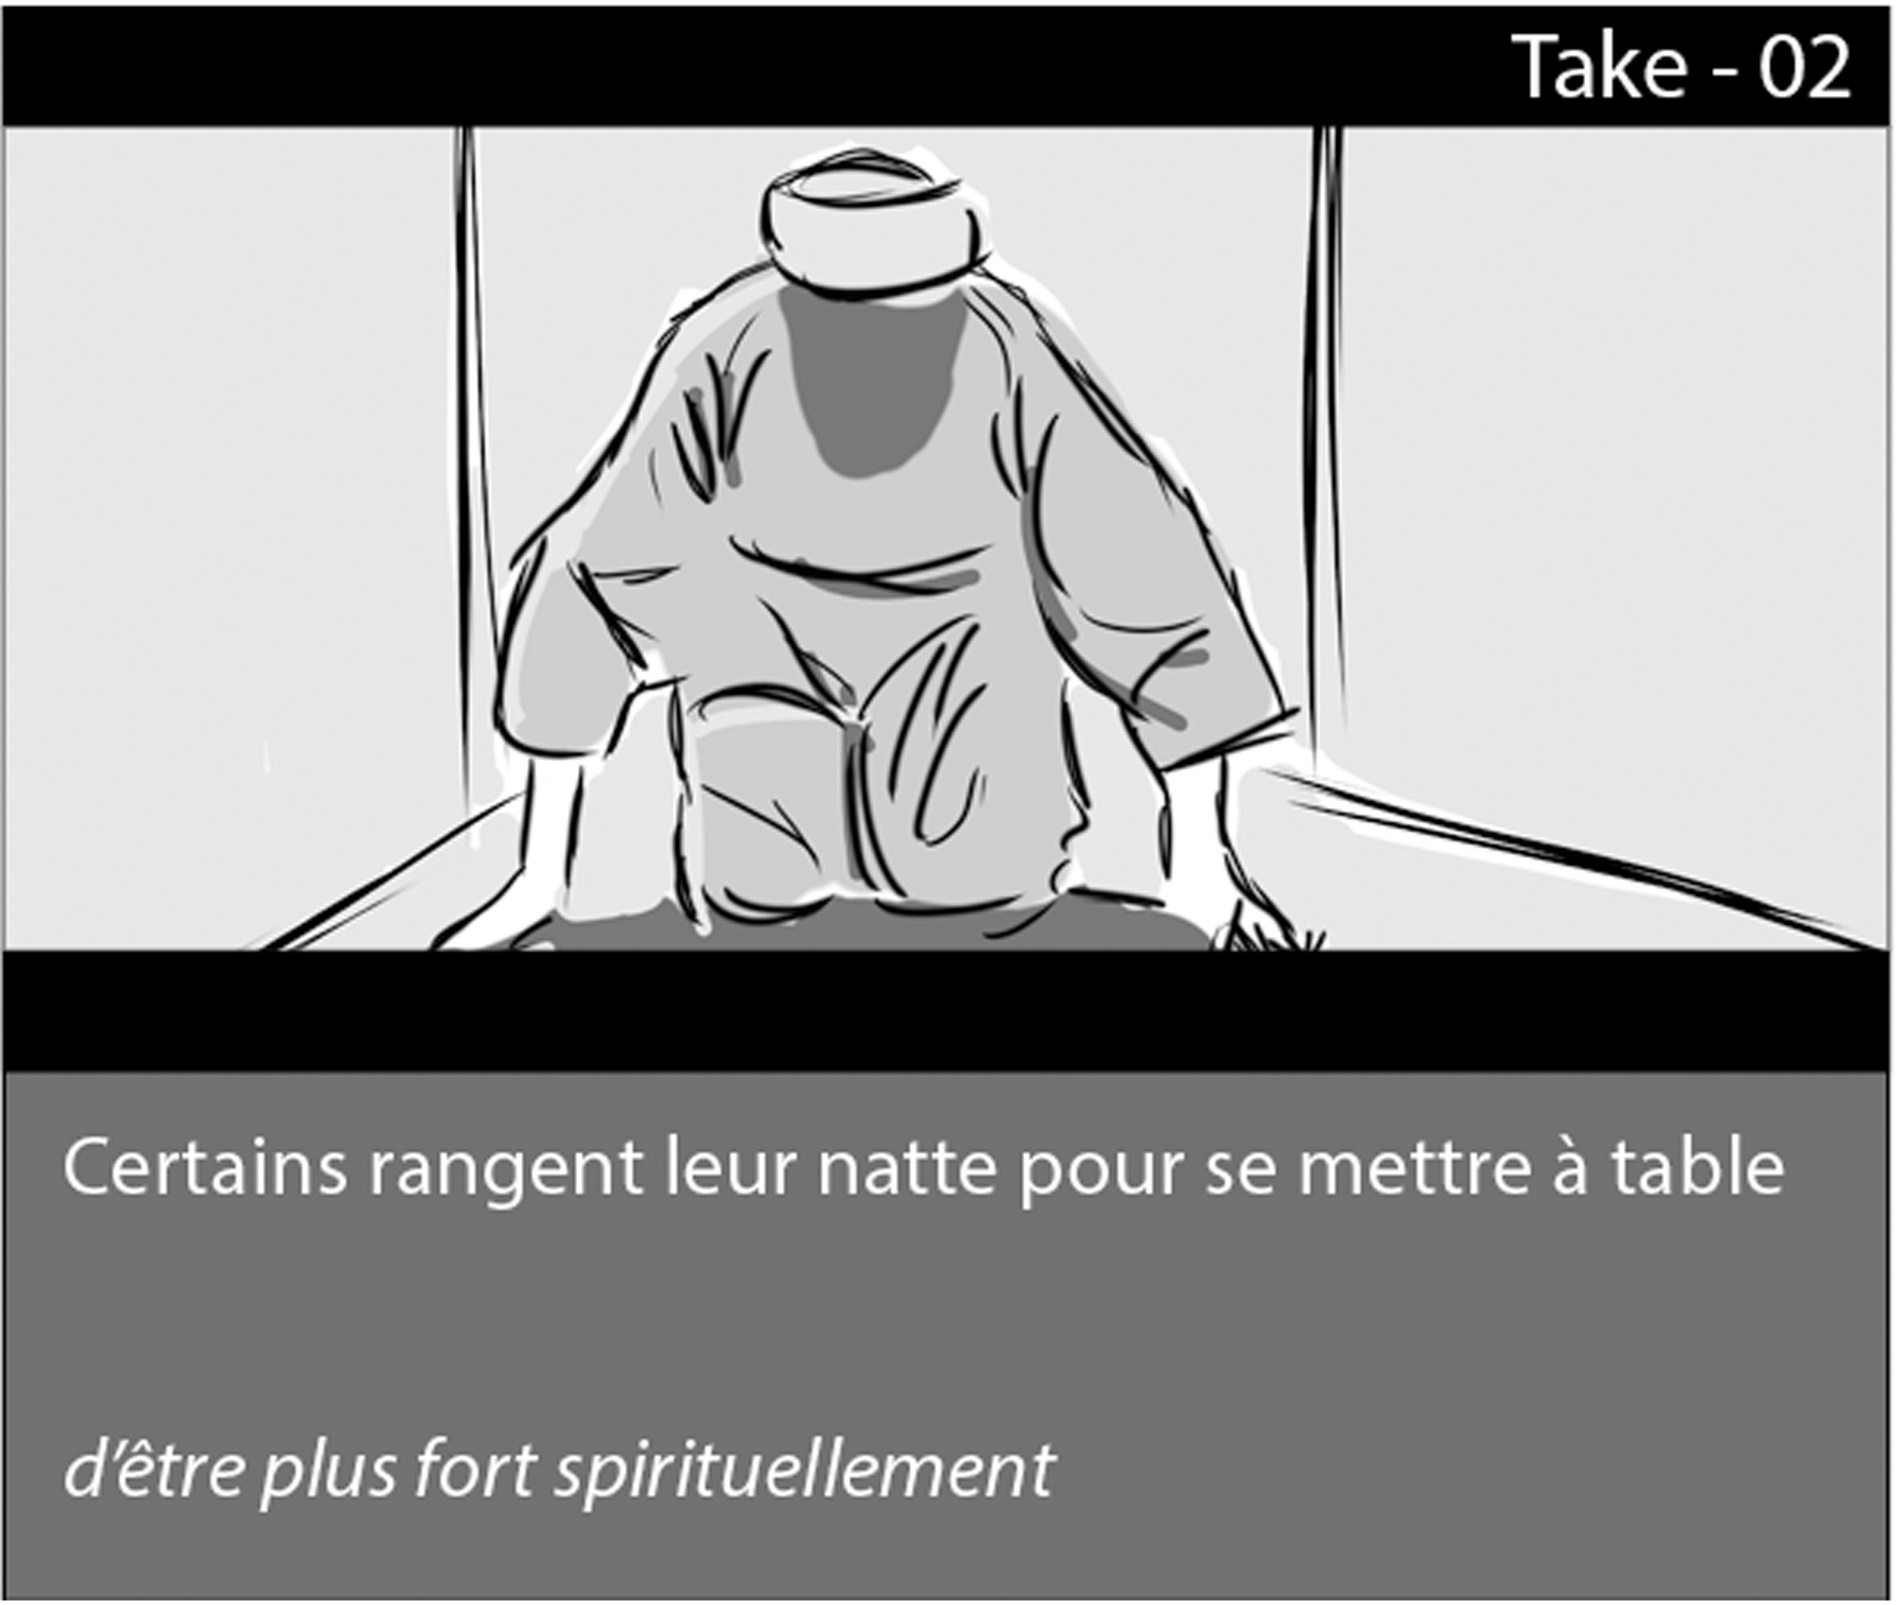 Take - 02
Certains rangent leur natte pour se mettre à table
d'être plus fort spirituellement